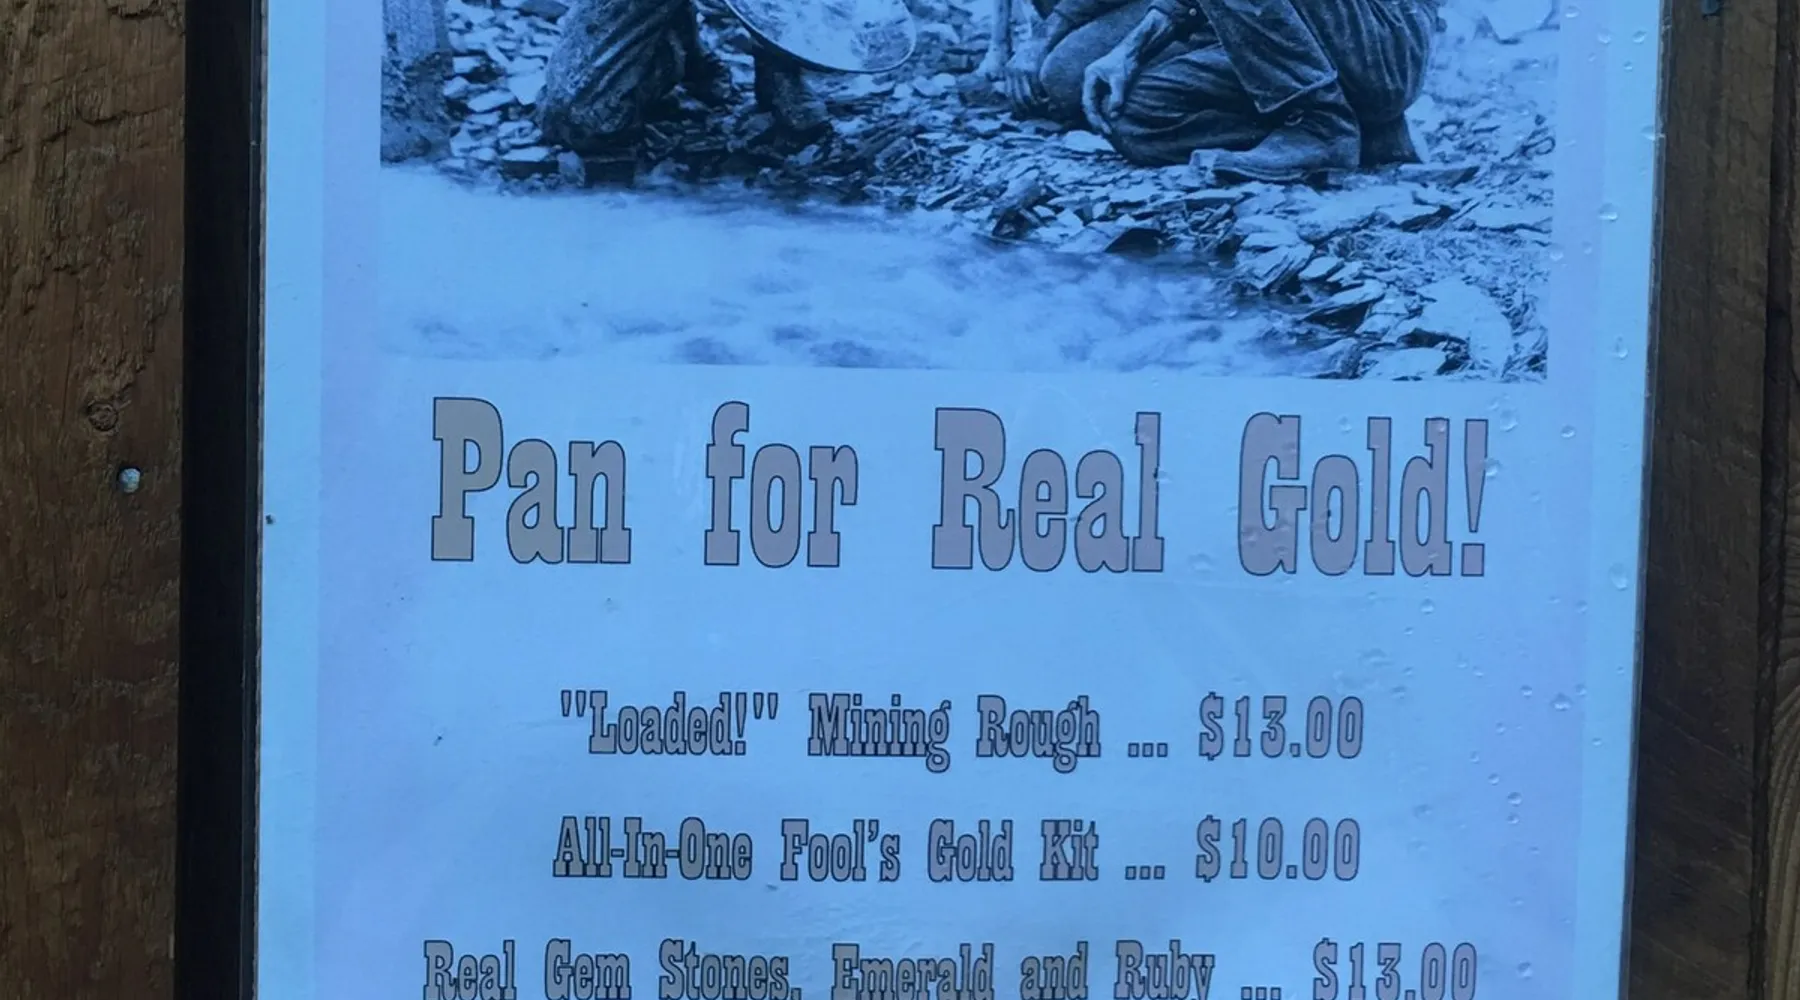 Pan for Real Gold!
"Loaded!" Mining Rough ... $13.00
All-In-One Fool's Gold Kit ... $10.00
Real Gem Stones, Emerald and Ruby ... $13.00